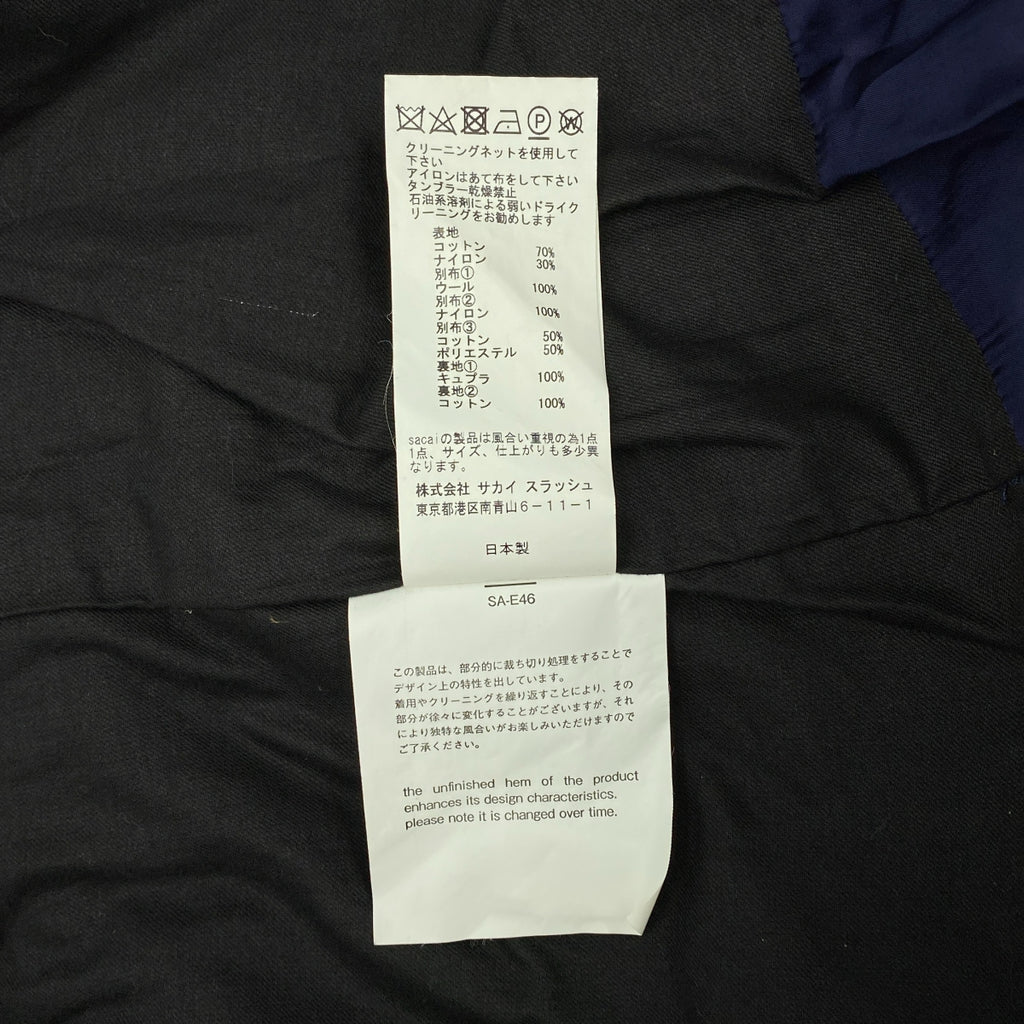 P W
クリーニングネットを使用して
下さい
アイロンはあて布をして下さい
タンブラー乾燥禁止
石油系溶剤による弱いドライク
リーニングをお勧めします
表地
コットン 70%
ナイロン 30%
別布①
ウール 100%
別布②
ナイロン 100%
別布③
コットン 50%
ポリエステル 50%
裏地①
キュプラ 100%
裏地②
コットン 100%
sacaiの製品は風合い重視の為1点
1点、サイズ、仕上がりも多少異
なります。
株式会社 サカイ スラッシュ
東京都港区南青山6-11-1
日本製
SA-E46
この製品は、部分的に裁ち切り処理をすることで
デザイン上の特性を出しています。
着用やクリーニングを繰り返すことにより、その
部分が徐々に変化することがございますが、それ
により独特な風合いがお楽しみいただけますので
ご了承ください。
the unfinished hem of the product
enhances its design characteristics.
please note it is changed over time.